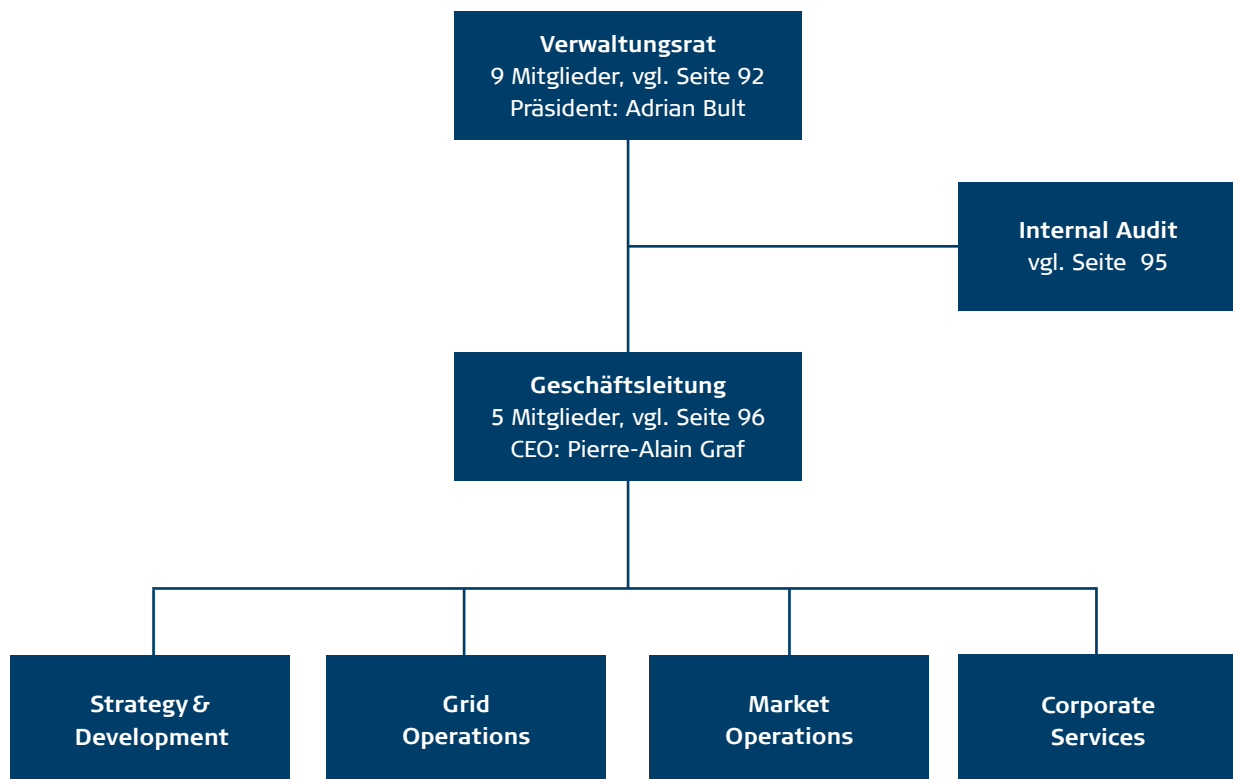 Verwaltungsrat
9 Mitglieder, vgl. Seite 92
Präsident: Adrian Bult
Internal Audit
vgl. Seite 95
Geschäftsleitung
5 Mitglieder, vgl. Seite 96
CEO: Pierre-Alain Graf
Strategy &
Development
Grid
Operations
Market
Operations
Corporate
Services